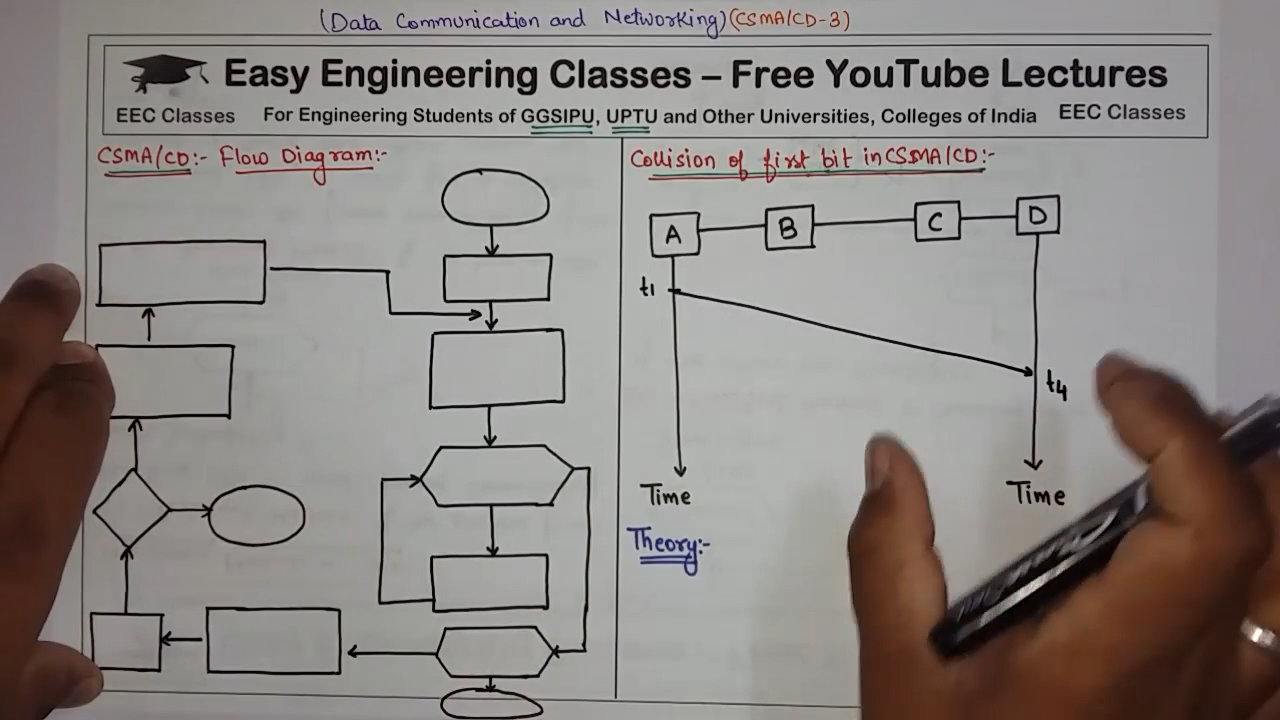 (Data Communication and Networking) (CSMA/CD-3)
Easy Engineering Classes – Free YouTube Lectures
EEC Classes For Engineering Students of GGSIPU, UPTU and Other Universities, Colleges of India EEC Classes
CSMA/CD:- Flow Diagram:-
Collision of first bit in CSMA/CD:-
A B C D
t1
t4
Time Time
Theory:-